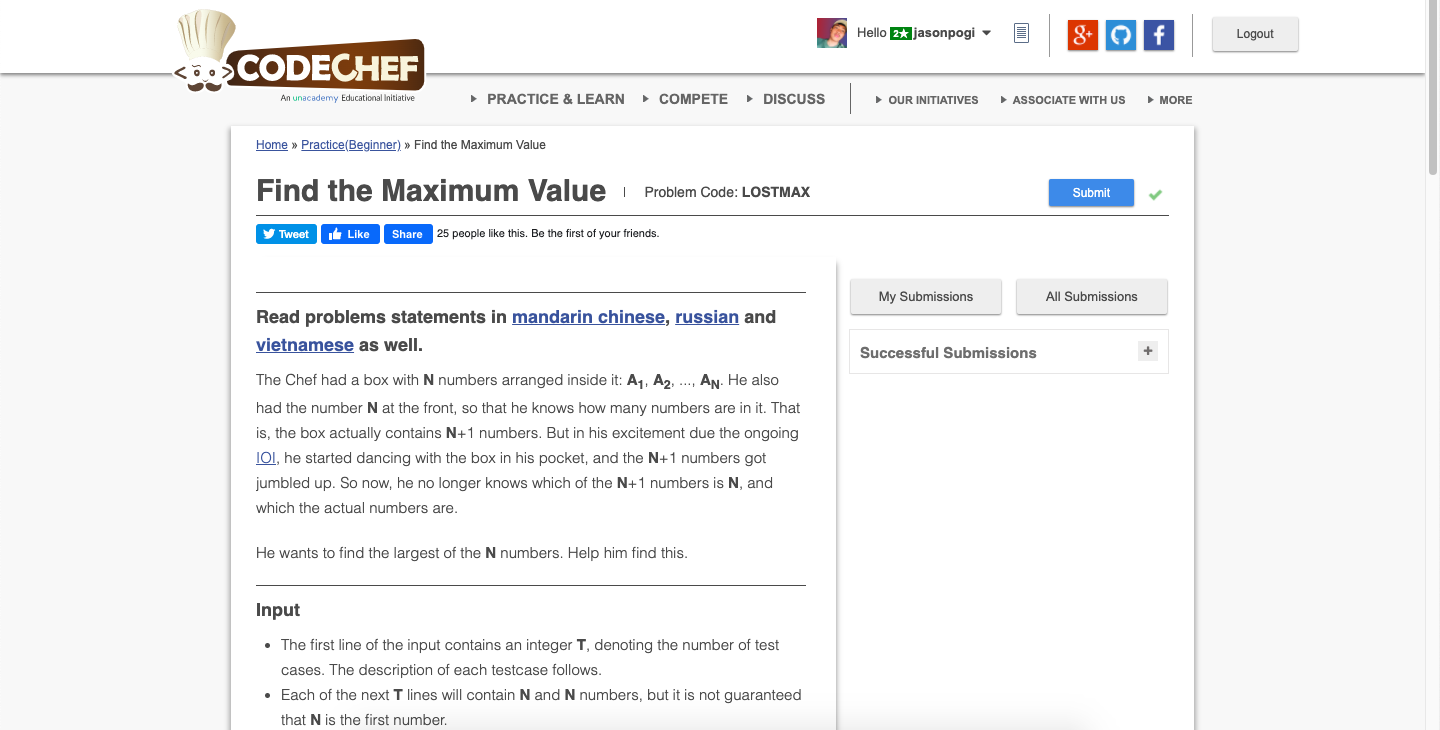 Hello 2★ jasonpogi
Logout
CODECHEF
An unacademy Educational Initiative
PRACTICE & LEARN COMPETE DISCUSS OUR INITIATIVES ASSOCIATE WITH US MORE
Home » Practice(Beginner) » Find the Maximum Value
Find the Maximum Value | Problem Code: LOSTMAX
Submit
Tweet Like Share 25 people like this. Be the first of your friends.
My Submissions All Submissions
Successful Submissions +
Read problems statements in mandarin chinese, russian and
vietnamese as well.
The Chef had a box with N numbers arranged inside it: A1, A2, ..., AN. He also
had the number N at the front, so that he knows how many numbers are in it. That
is, the box actually contains N+1 numbers. But in his excitement due the ongoing
IOI, he started dancing with the box in his pocket, and the N+1 numbers got
jumbled up. So now, he no longer knows which of the N+1 numbers is N, and
which the actual numbers are.
He wants to find the largest of the N numbers. Help him find this.
Input
• The first line of the input contains an integer T, denoting the number of test
cases. The description of each testcase follows.
• Each of the next T lines will contain N and N numbers, but it is not guaranteed
that N is the first number.